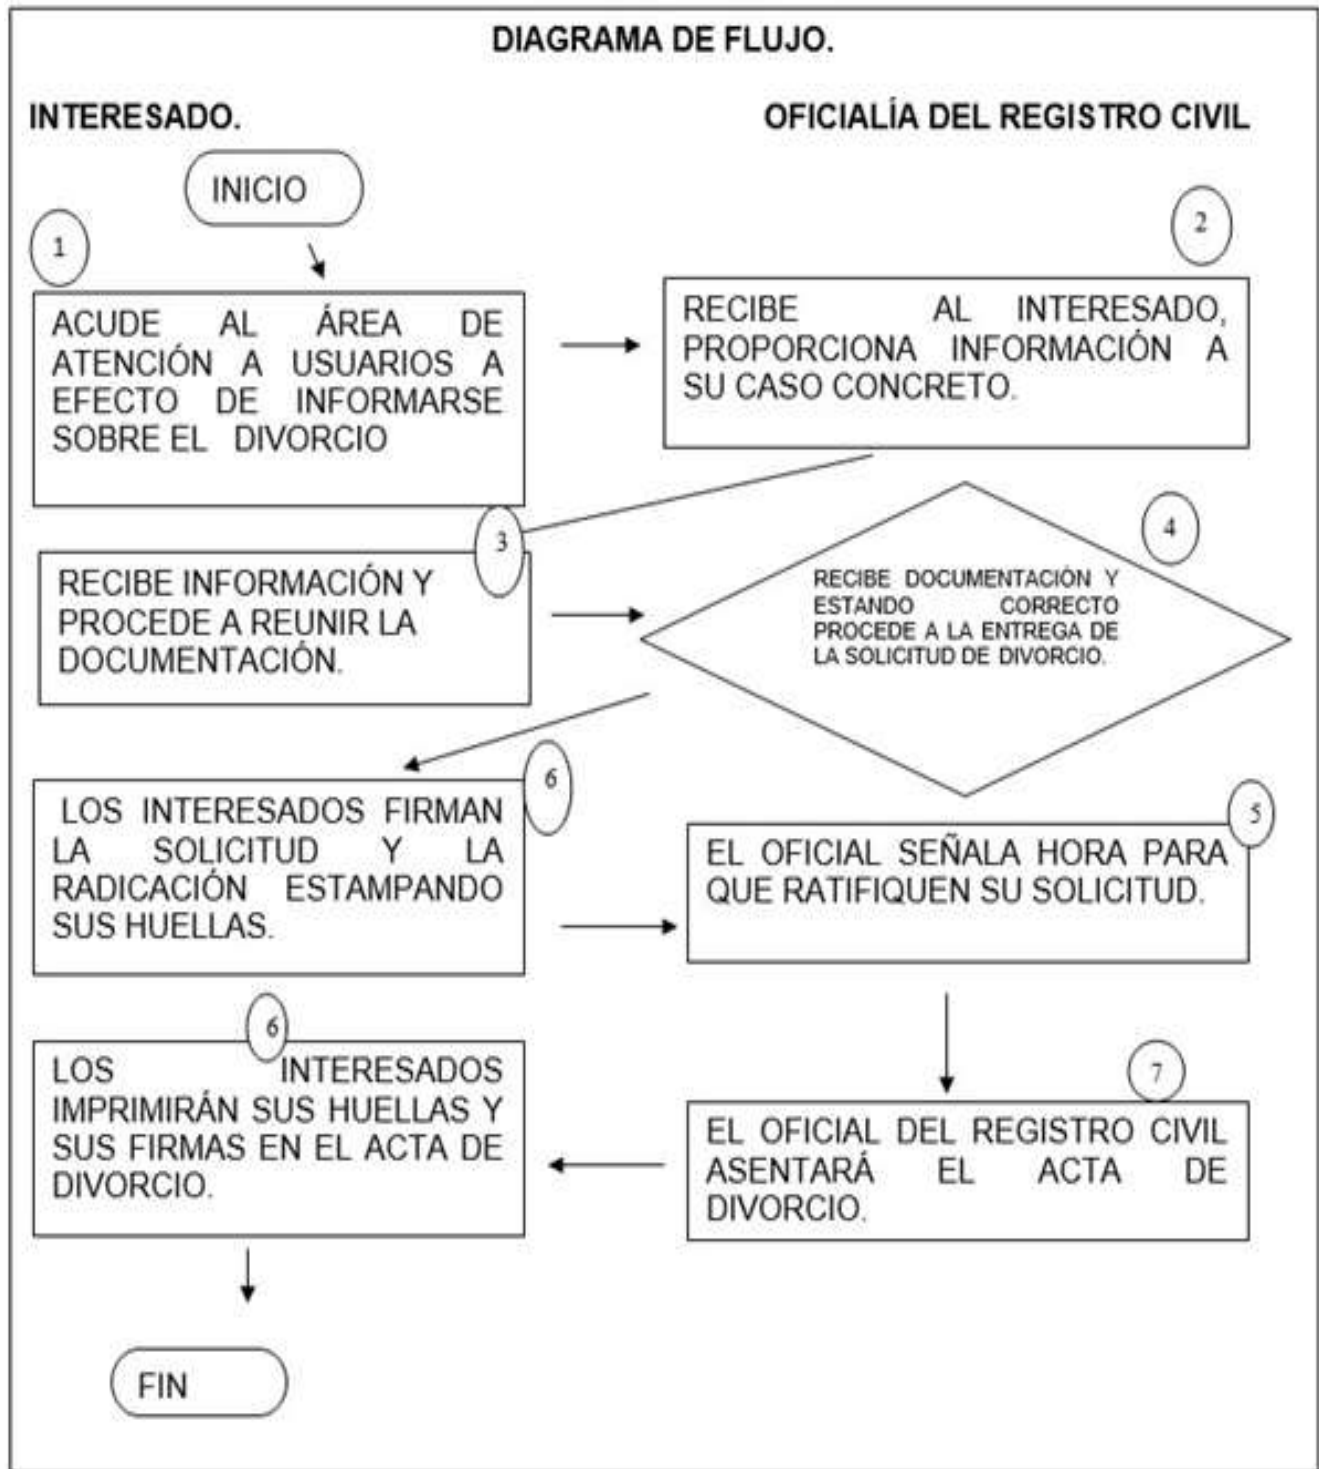 DIAGRAMA DE FLUJO.
INTERESADO.
OFICIALÍA DEL REGISTRO CIVIL
INICIO
1
ACUDE AL ÁREA DE
ATENCIÓN A USUARIOS A
EFECTO DE INFORMARSE
SOBRE EL DIVORCIO
2
RECIBE AL INTERESADO,
PROPORCIONA INFORMACIÓN A
SU CASO CONCRETO.
3
RECIBE INFORMACIÓN Y
PROCEDE A REUNIR LA
DOCUMENTACIÓN.
4
RECIBE DOCUMENTACIÓN Y
ESTANDO CORRECTO
PROCEDE A LA ENTREGA DE
LA SOLICITUD DE DIVORCIO.
6
LOS INTERESADOS FIRMAN
LA SOLICITUD Y LA
RADICACIÓN ESTAMPANDO
SUS HUELLAS.
5
EL OFICIAL SEÑALA HORA PARA
QUE RATIFIQUEN SU SOLICITUD.
6
LOS INTERESADOS
IMPRIMIRÁN SUS HUELLAS Y
SUS FIRMAS EN EL ACTA DE
DIVORCIO.
7
EL OFICIAL DEL REGISTRO CIVIL
ASENTARÁ EL ACTA DE
DIVORCIO.
FIN